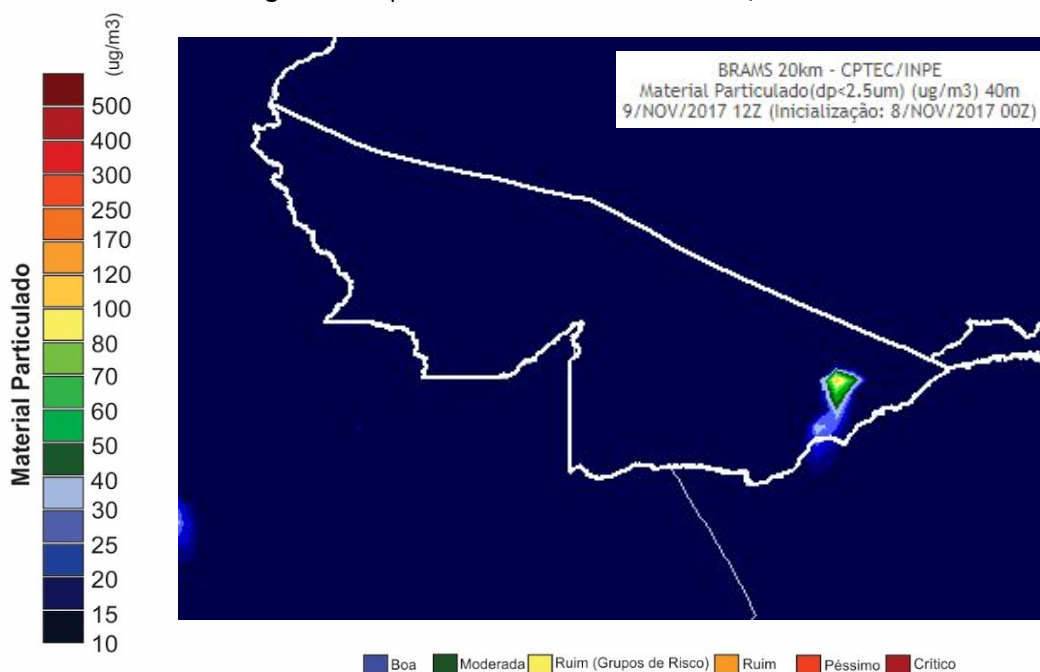 (ug/m3)
500
400
300
250
170
120
100
80
70
60
50
40
30
25
20
15
10
Material Particulado
BRAMS 20km - CPTEC/INPE
Material Particulado(dp<2.5um) (ug/m3) 40m
9/NOV/2017 12Z (Inicialização: 8/NOV/2017 00Z)
Boa Moderada Ruim (Grupos de Risco) Ruim Péssimo Crítico